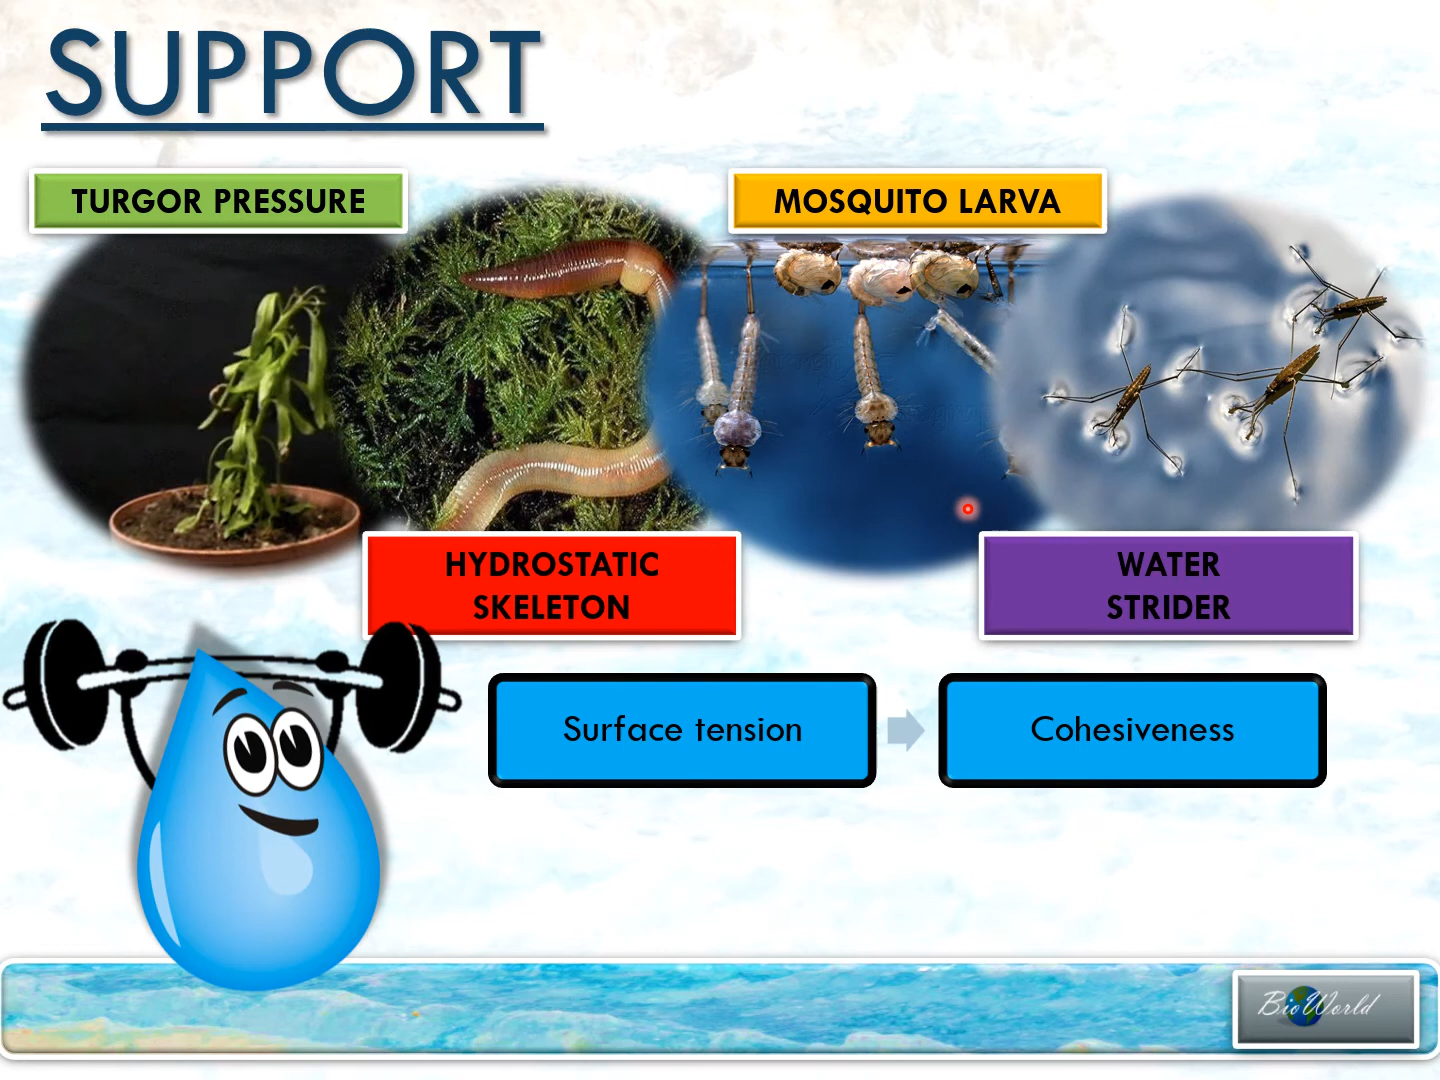 SUPPORT
TURGOR PRESSURE
MOSQUITO LARVA
HYDROSTATIC
SKELETON
WATER
STRIDER
Surface tension
Cohesiveness
BioWorld